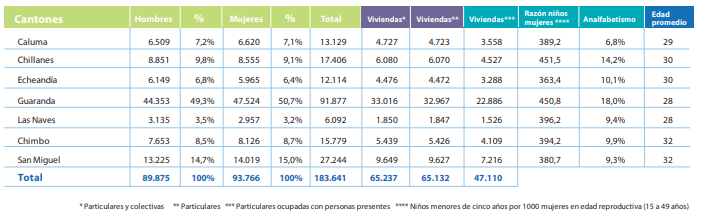 Cantones Hombres % Mujeres % Total Viviendas* Viviendas** Viviendas*** Razón niños mujeres **** Analfabetismo Edad promedio
Caluma 6.509 7,2% 6.620 7,1% 13.129 4.727 4.723 3.558 389,2 6,8% 29
Chillanes 8.851 9,8% 8.555 9,1% 17.406 6.080 6.070 4.527 451,5 14,2% 30
Echeandía 6.149 6,8% 5.965 6,4% 12.114 4.476 4.472 3.288 363,4 10,1% 30
Guaranda 44.353 49,3% 47.524 50,7% 91.877 33.016 32.967 22.886 450,8 18,0% 28
Las Naves 3.135 3,5% 2.957 3,2% 6.092 1.850 1.847 1.526 396,2 9,4% 28
Chimbo 7.653 8,5% 8.126 8,7% 15.779 5.439 5.426 4.109 394,2 9,9% 32
San Miguel 13.225 14,7% 14.019 15,0% 27.244 9.649 9.627 7.216 380,7 9,3% 32
Total 89.875 100% 93.766 100% 183.641 65.237 65.132 47.110
* Particulares y colectivas ** Particulares *** Particulares ocupadas con personas presentes **** Niños menores de cinco años por 1000 mujeres en edad reproductiva (15 a 49 años)